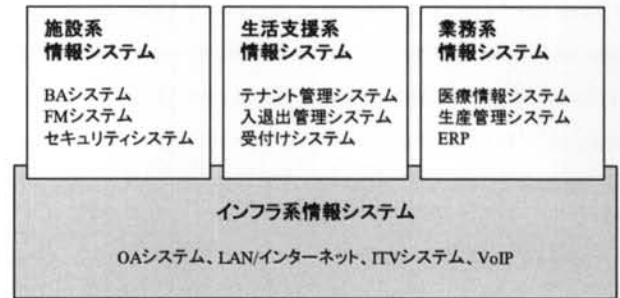 施設系
情報システム
BAシステム
FMシステム
セキュリティシステム
生活支援系
情報システム
テナント管理システム
入退出管理システム
受付けシステム
業務系
情報システム
医療情報システム
生産管理システム
ERP
インフラ系情報システム
OAシステム、LAN/インターネット、ITVシステム、VoIP